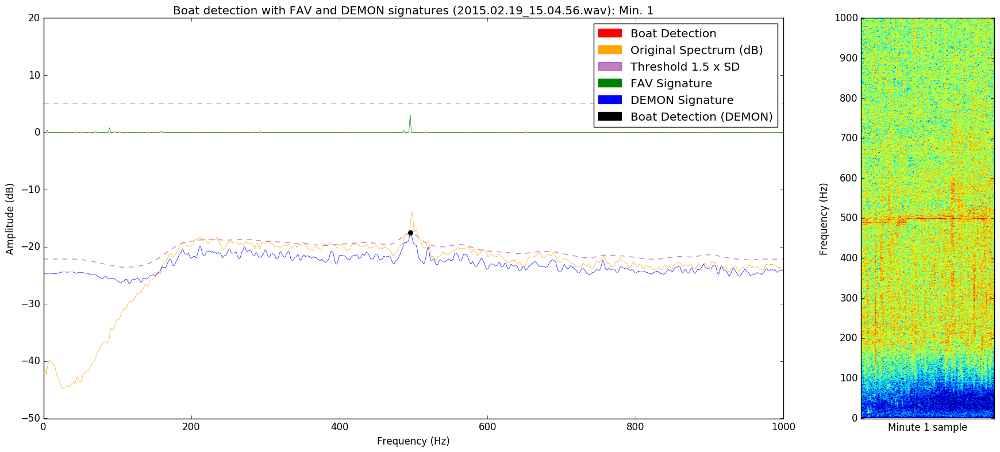 Boat detection with FAV and DEMON signatures (2015.02.19_15.04.56.wav): Min. 1
20
10
0
−10
−20
−30
−40
−50
Amplitude (dB)
0
200
400
600
800
1000
Frequency (Hz)
Boat Detection
Original Spectrum (dB)
Threshold 1.5 x SD
FAV Signature
DEMON Signature
Boat Detection (DEMON)
1000
900
800
700
600
500
400
300
200
100
0
Frequency (Hz)
Minute 1 sample